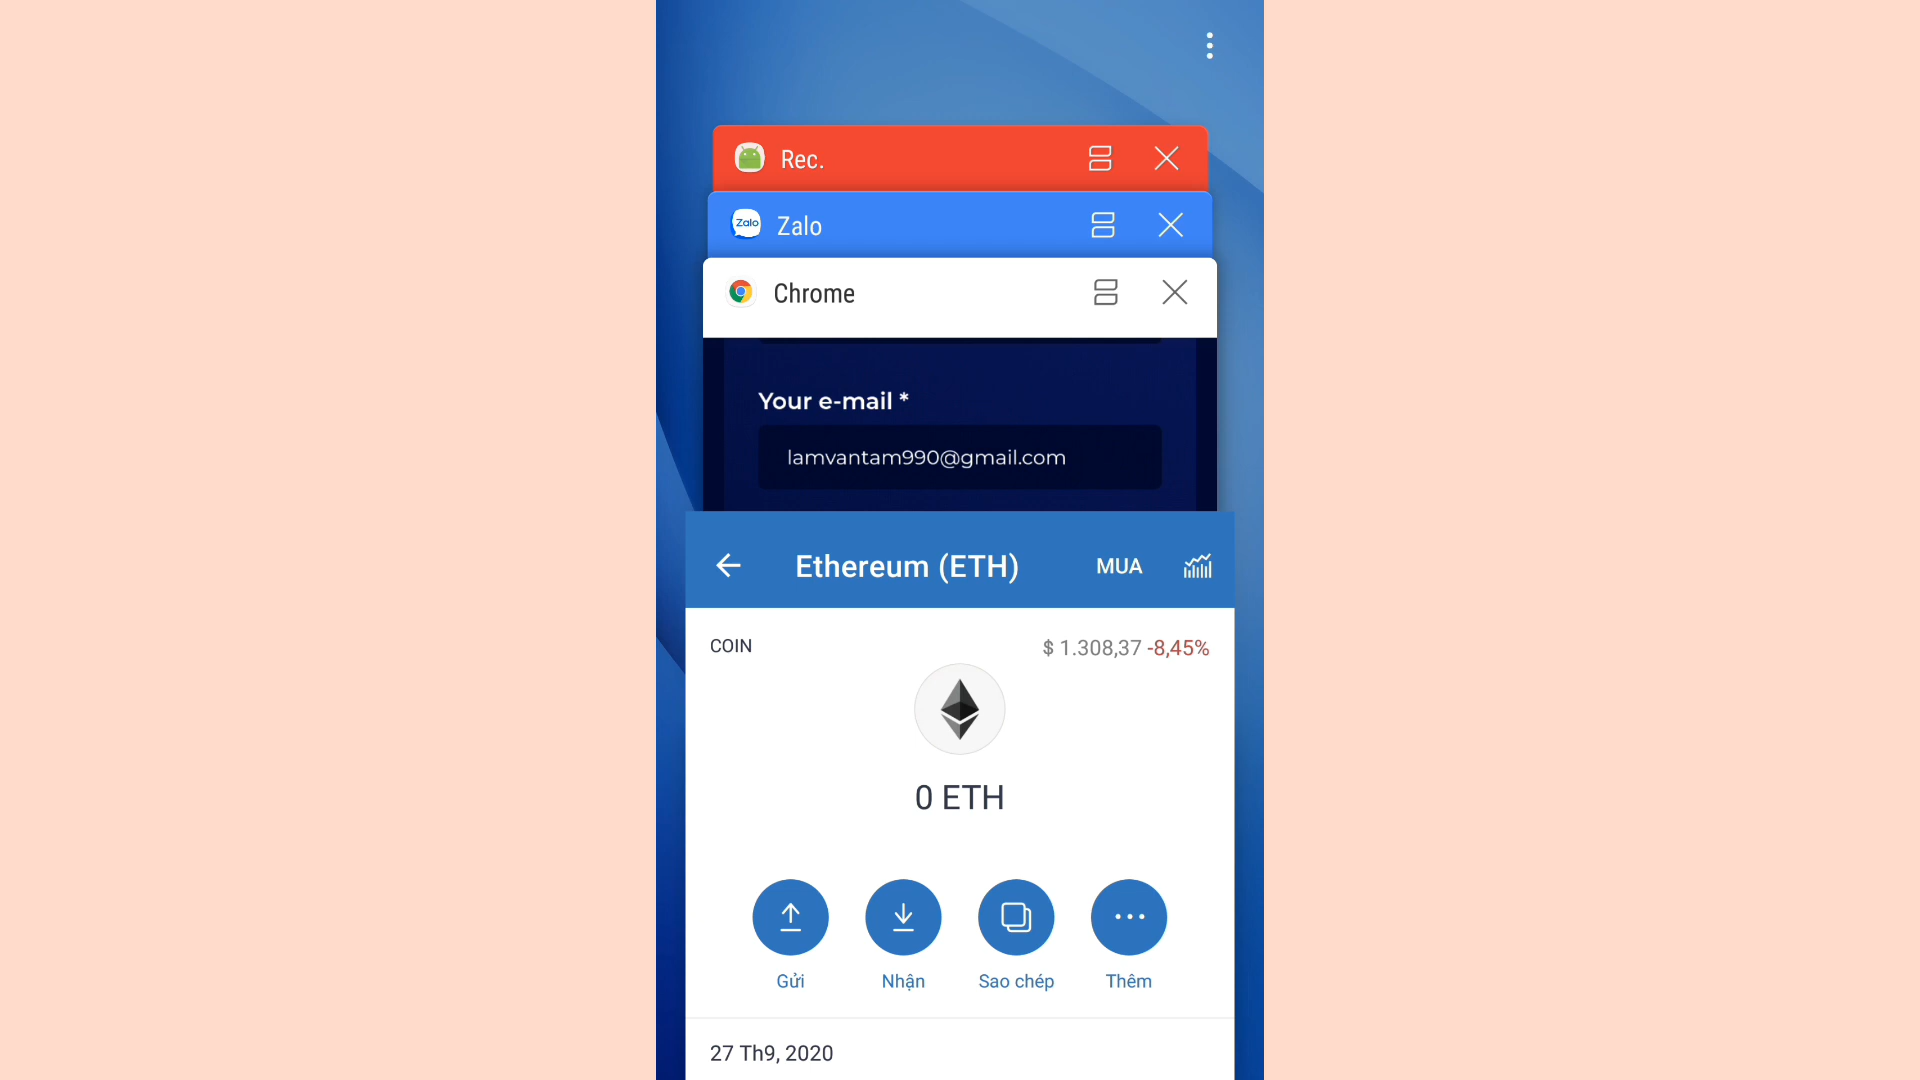 Rec.
Zalo
Zalo
Chrome
Your e-mail *
lamvantam990@gmail.com
Ethereum (ETH)
MUA
COIN
$ 1.308,37 -8,45%
0 ETH
Gửi
Nhận
Sao chép
Thêm
27 Th9, 2020